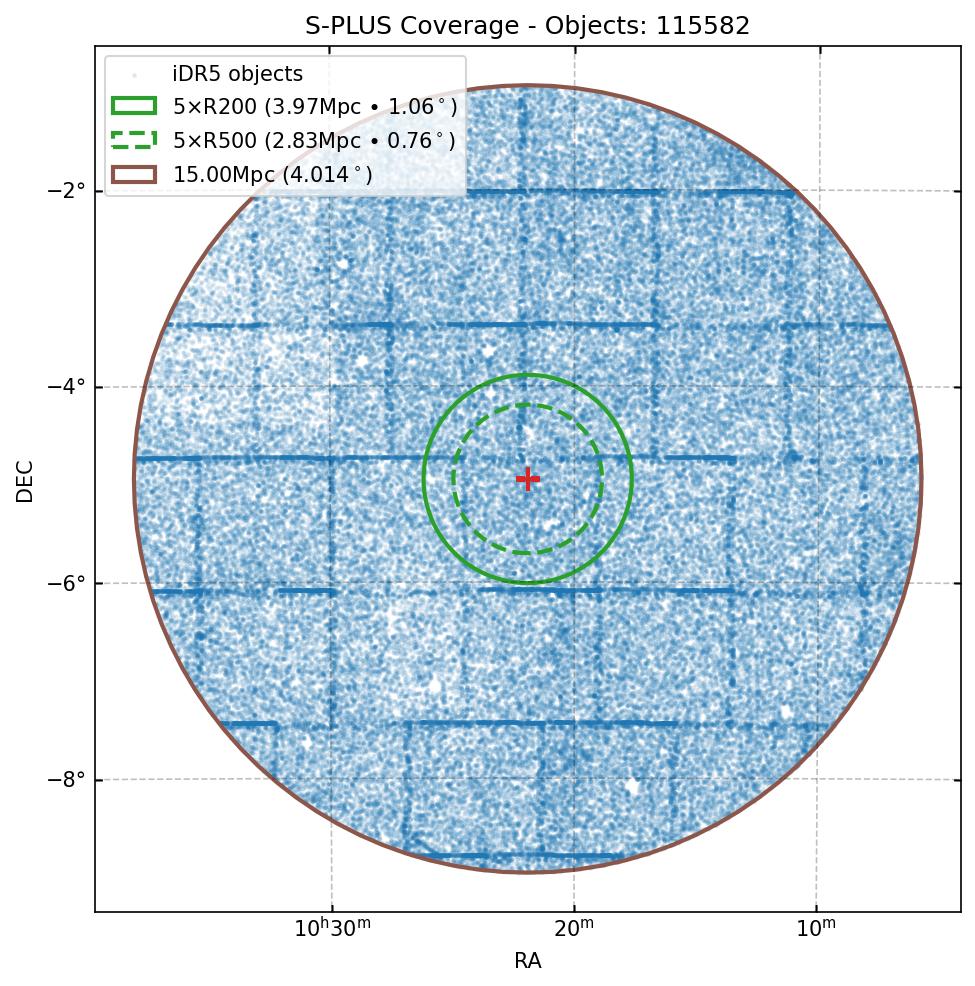 S-PLUS Coverage - Objects: 115582
iDR5 objects
5×R200 (3.97Mpc • 1.06°)
5×R500 (2.83Mpc • 0.76°)
15.00Mpc (4.014°)
−2°
−4°
−6°
−8°
DEC
10ʰ30ᵐ 20ᵐ 10ᵐ
RA